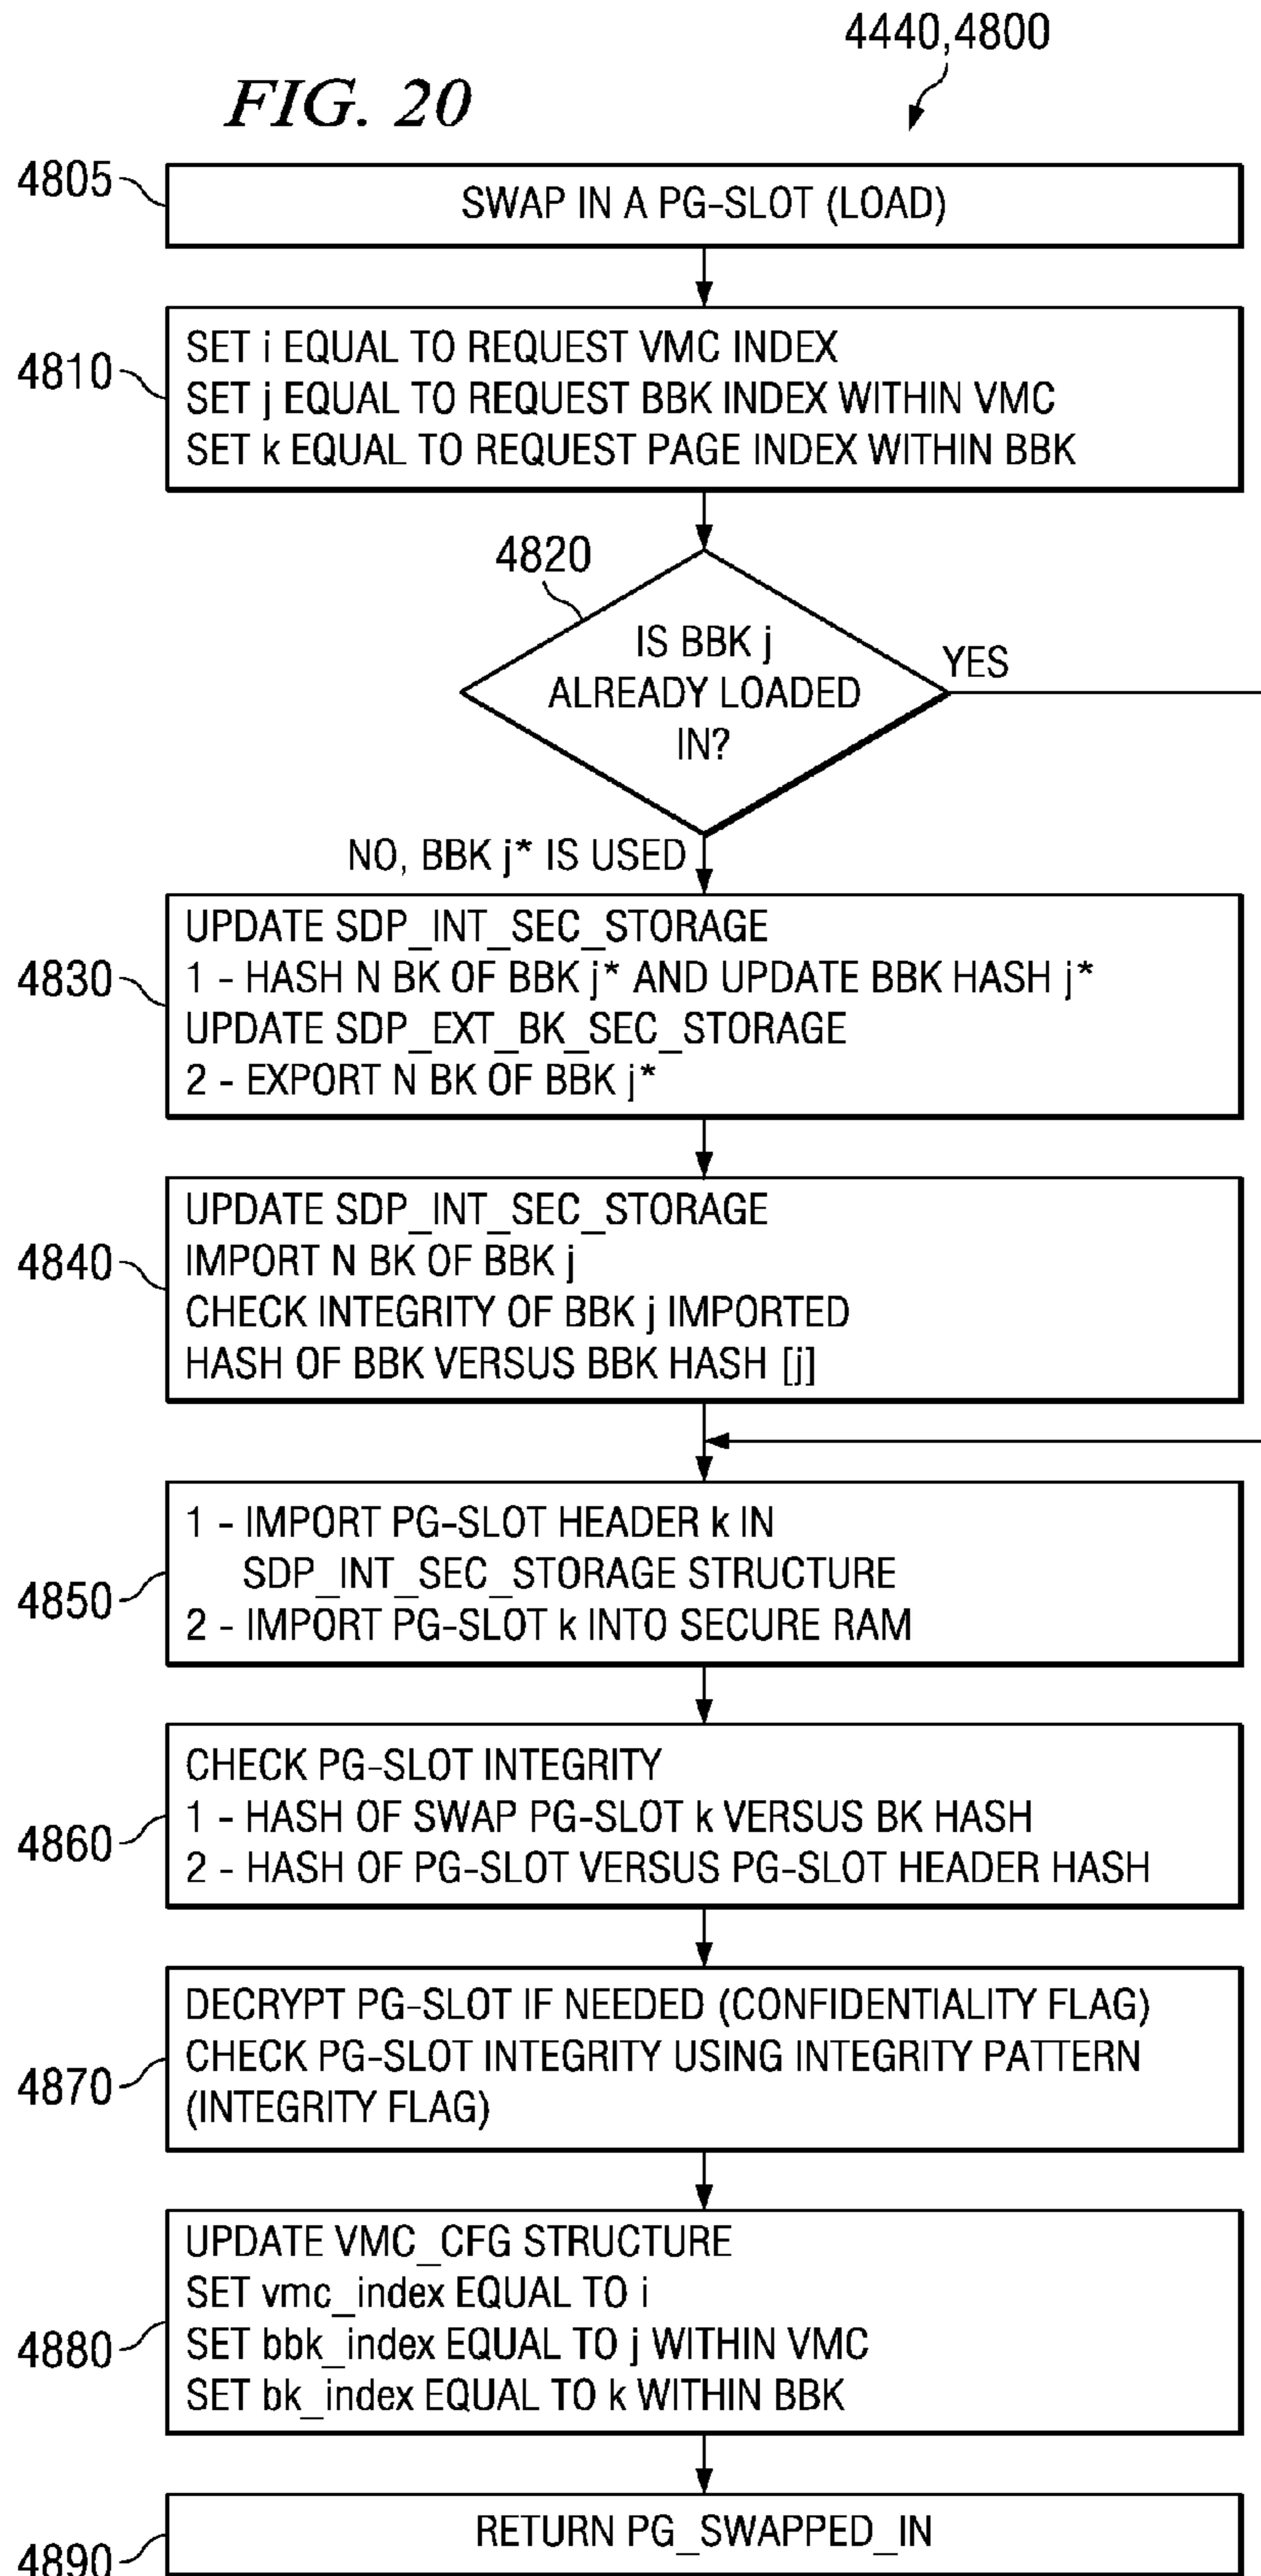 4440,4800
FIG. 20
4805
SWAP IN A PG-SLOT (LOAD)
4810
SET i EQUAL TO REQUEST VMC INDEX
SET j EQUAL TO REQUEST BBK INDEX WITHIN VMC
SET k EQUAL TO REQUEST PAGE INDEX WITHIN BBK
4820
IS BBK j
ALREADY LOADED
IN?
YES
NO, BBK j* IS USED
4830
UPDATE SDP_INT_SEC_STORAGE
1 - HASH N BK OF BBK j* AND UPDATE BBK HASH j*
UPDATE SDP_EXT_BK_SEC_STORAGE
2 - EXPORT N BK OF BBK j*
4840
UPDATE SDP_INT_SEC_STORAGE
IMPORT N BK OF BBK j
CHECK INTEGRITY OF BBK j IMPORTED
HASH OF BBK VERSUS BBK HASH [j]
4850
1 - IMPORT PG-SLOT HEADER k IN
SDP_INT_SEC_STORAGE STRUCTURE
2 - IMPORT PG-SLOT k INTO SECURE RAM
4860
CHECK PG-SLOT INTEGRITY
1 - HASH OF SWAP PG-SLOT k VERSUS BK HASH
2 - HASH OF PG-SLOT VERSUS PG-SLOT HEADER HASH
4870
DECRYPT PG-SLOT IF NEEDED (CONFIDENTIALITY FLAG)
CHECK PG-SLOT INTEGRITY USING INTEGRITY PATTERN
(INTEGRITY FLAG)
4880
UPDATE VMC_CFG STRUCTURE
SET vmc_index EQUAL TO i
SET bbk_index EQUAL TO j WITHIN VMC
SET bk_index EQUAL TO k WITHIN BBK
4890
RETURN PG_SWAPPED_IN